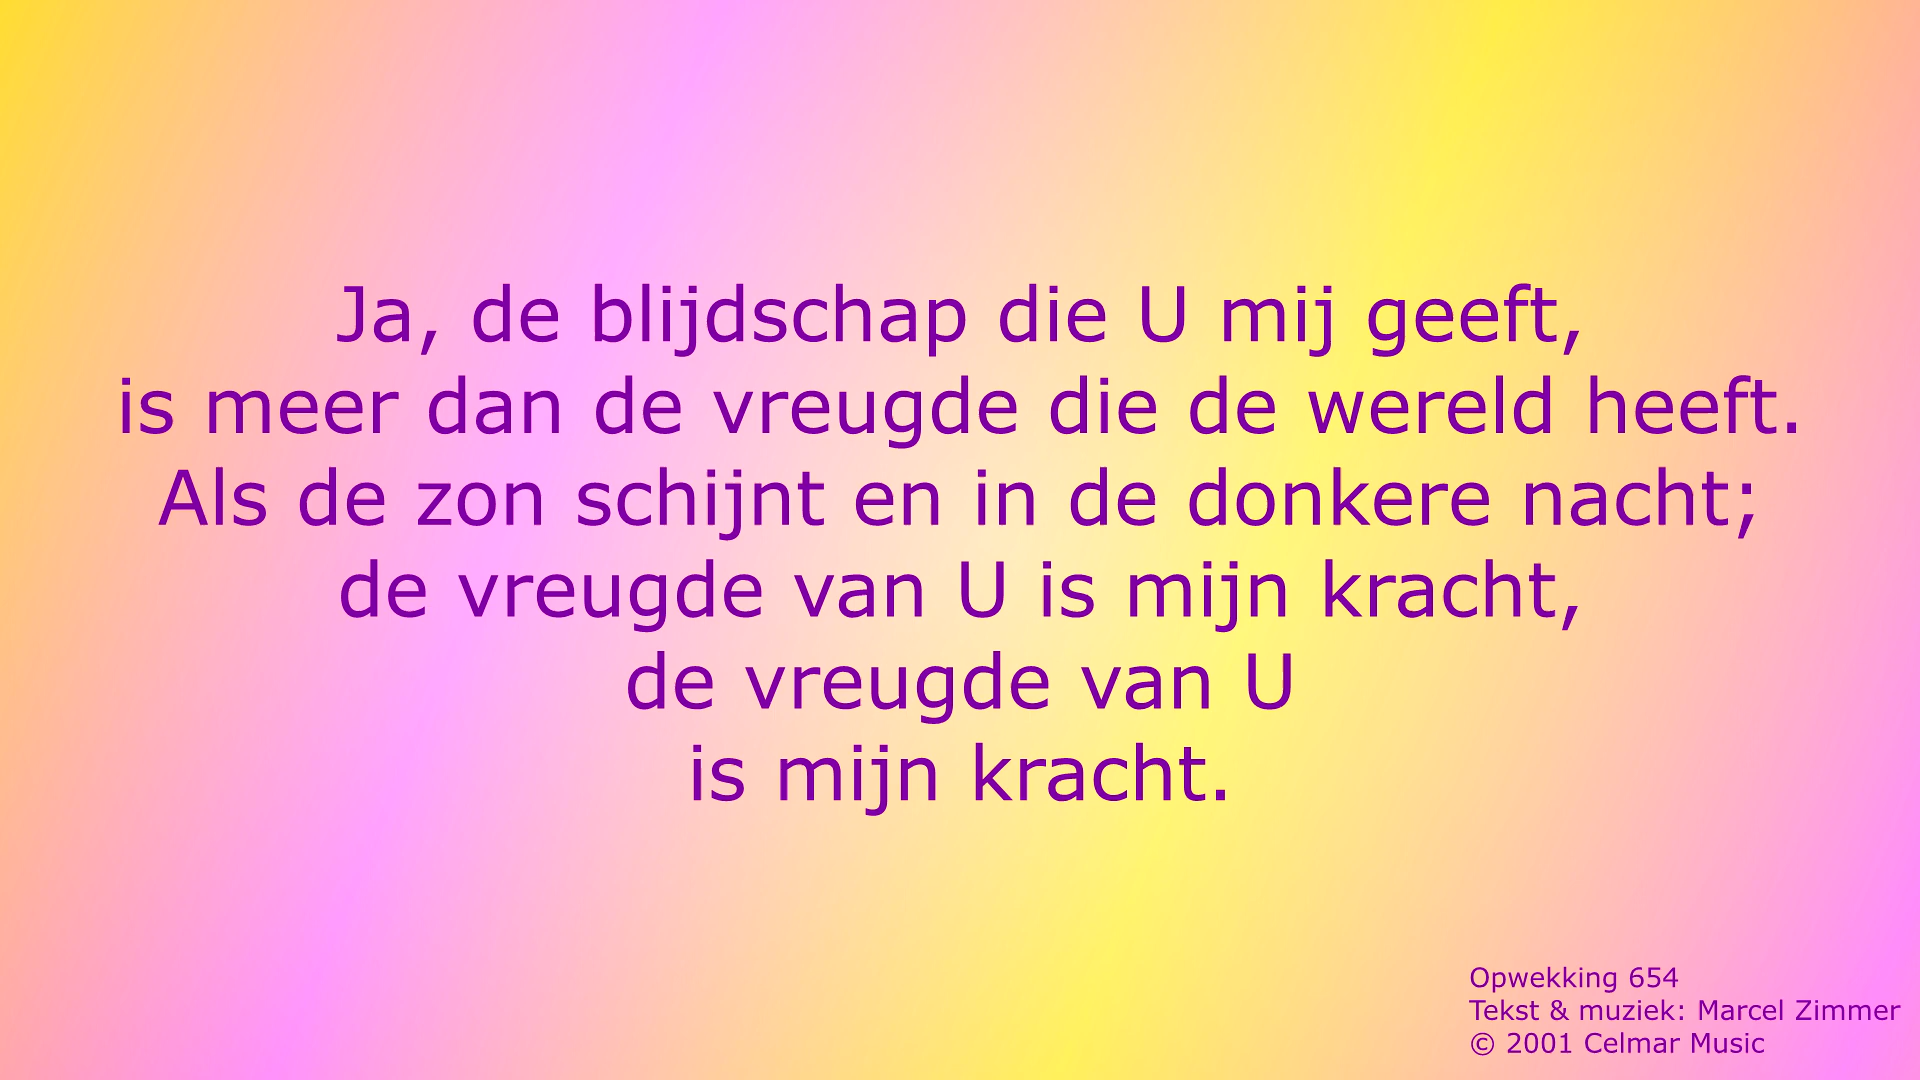 Ja, de blijdschap die U mij geeft,
is meer dan de vreugde die de wereld heeft.
Als de zon schijnt en in de donkere nacht;
de vreugde van U is mijn kracht,
de vreugde van U
is mijn kracht.
Opwekking 654
Tekst & muziek: Marcel Zimmer
© 2001 Celmar Music